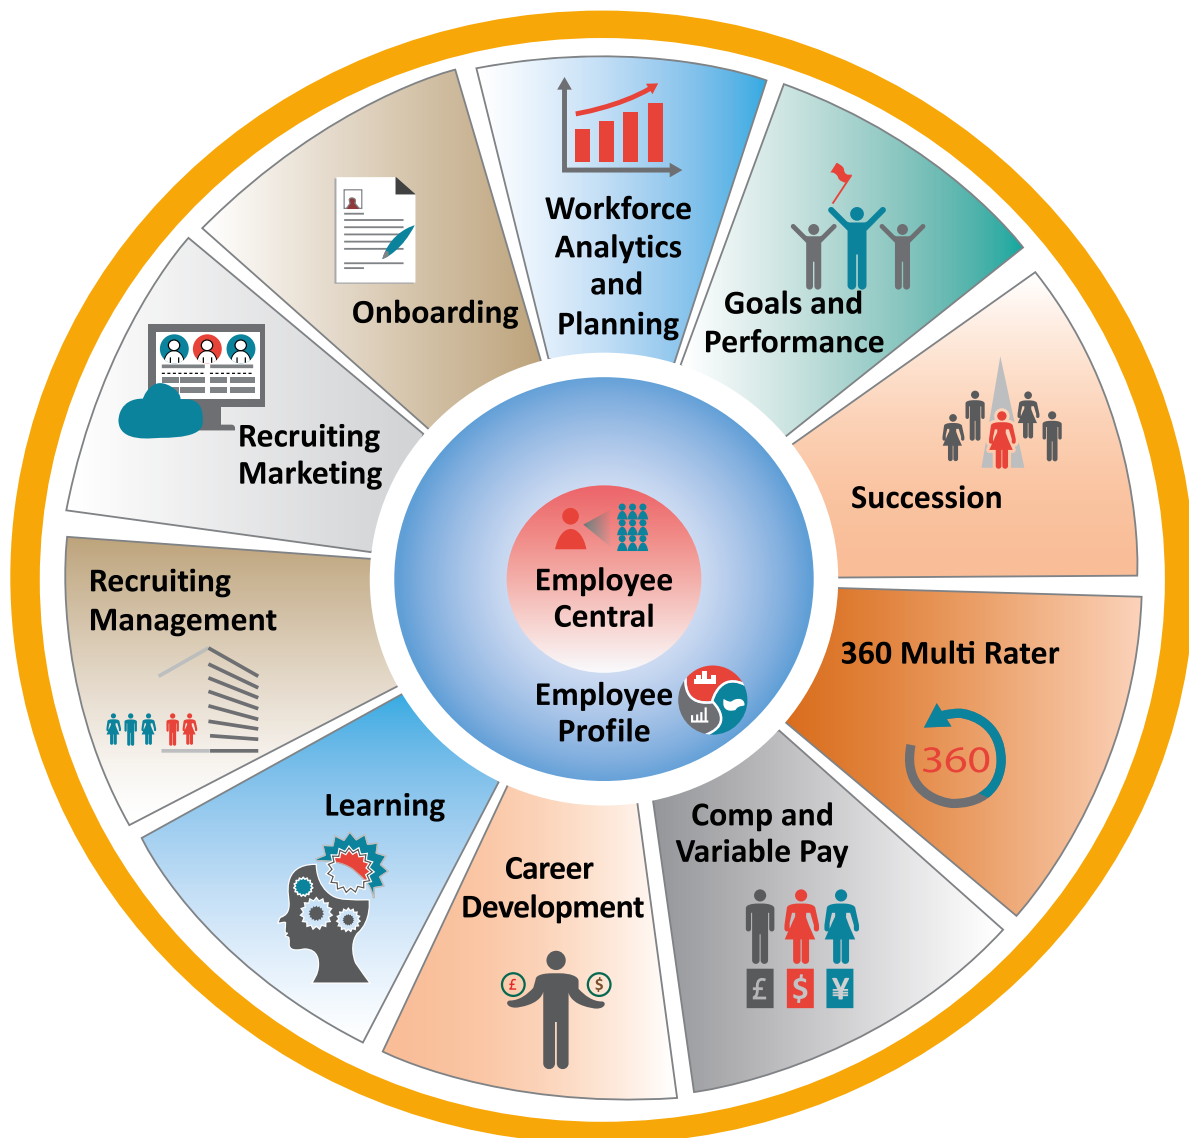 Workforce
Analytics
and
Planning
Goals and
Performance
Succession
360 Multi Rater
360
Comp and
Variable Pay
£ $ ¥
Career
Development
£ $
Learning
Recruiting
Management
Recruiting
Marketing
Onboarding
Employee
Central
Employee
Profile